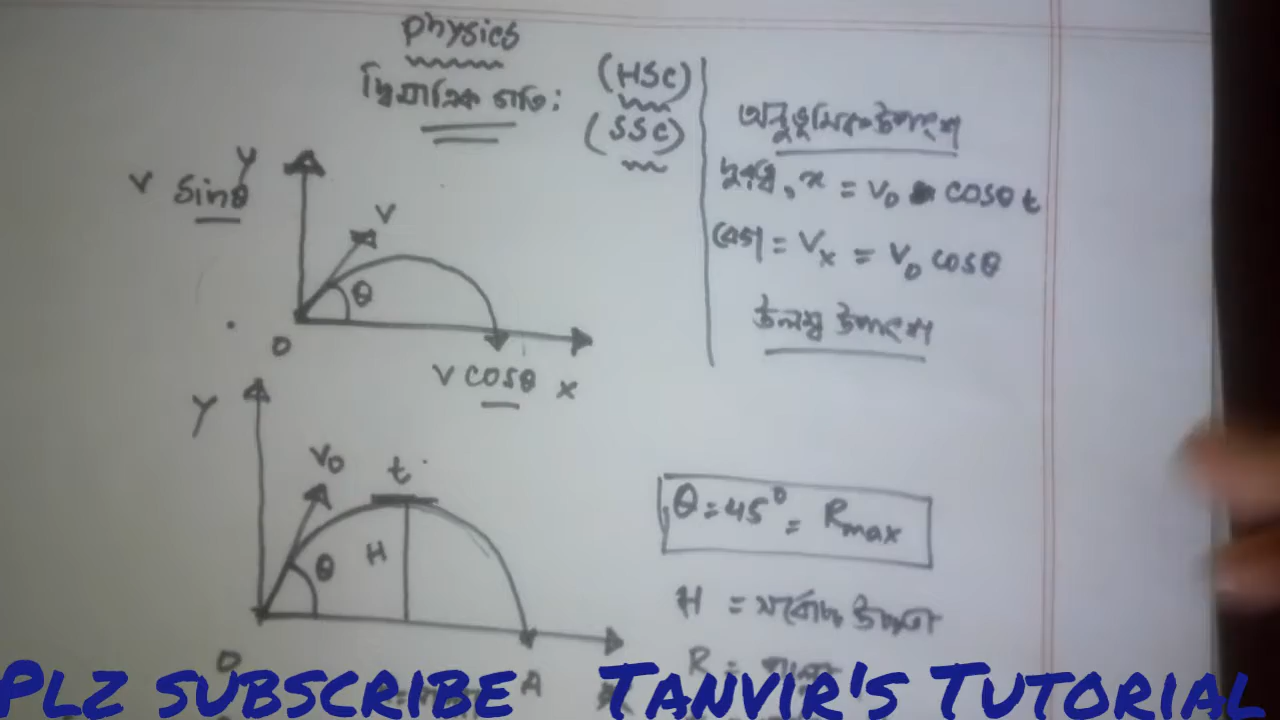 Physics
দ্বিমাত্রিক গতি:
(HSC)
(SSC)
y
v sinθ
v
θ
O
v cosθ x
অনুভূমিক উপাংশ
x = v₀ cosθ t
বেগ = Vₓ = V₀ cosθ
উলম্ব উপাংশ
y
V₀
t
θ
H
O
A
θ = 45° = Rmax
H = সর্বোচ্চ উচ্চতা
R =
Plz subscribe Tanvir's Tutorial